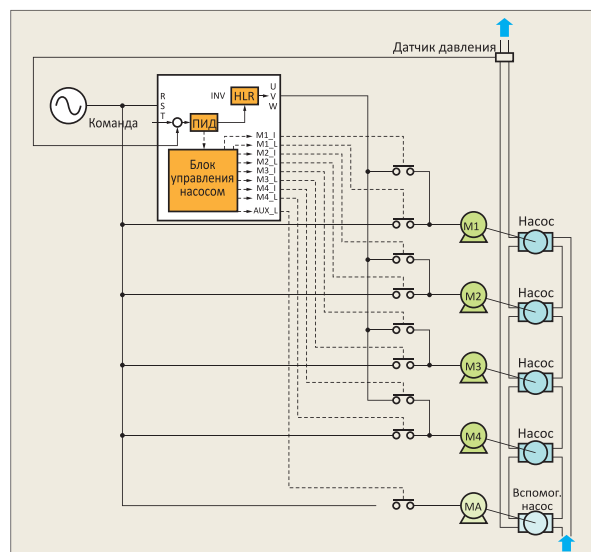 Датчик давления
R
S
T
INV
HLR
U
V
W
Команда
ПИД
Блок
управления
насосом
M1_I
M1_L
M2_I
M2_L
M3_I
M3_L
M4_I
M4_L
AUX_L
M1
Насос
M2
Насос
M3
Насос
M4
Насос
MA
Вспомог.
насос